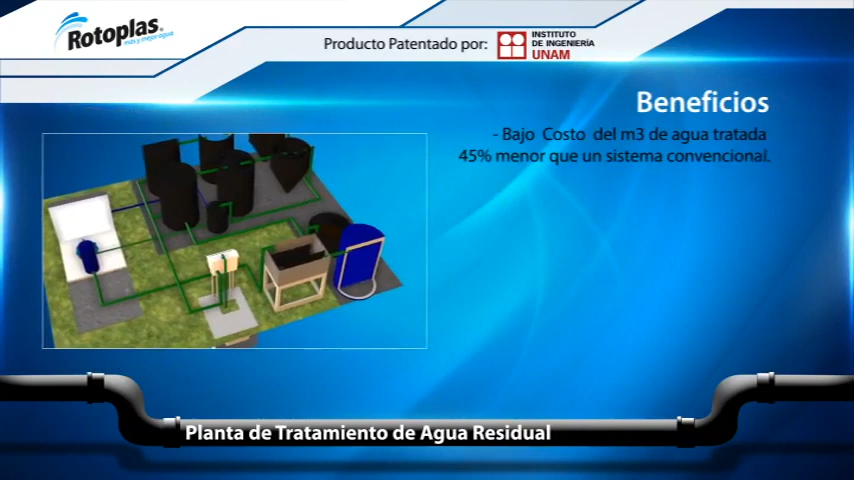 Rotoplas
más y mejor agua
Producto Patentado por:
INSTITUTO
DE INGENIERÍA
UNAM
Beneficios
- Bajo Costo del m3 de agua tratada
45% menor que un sistema convencional.
Planta de Tratamiento de Agua Residual